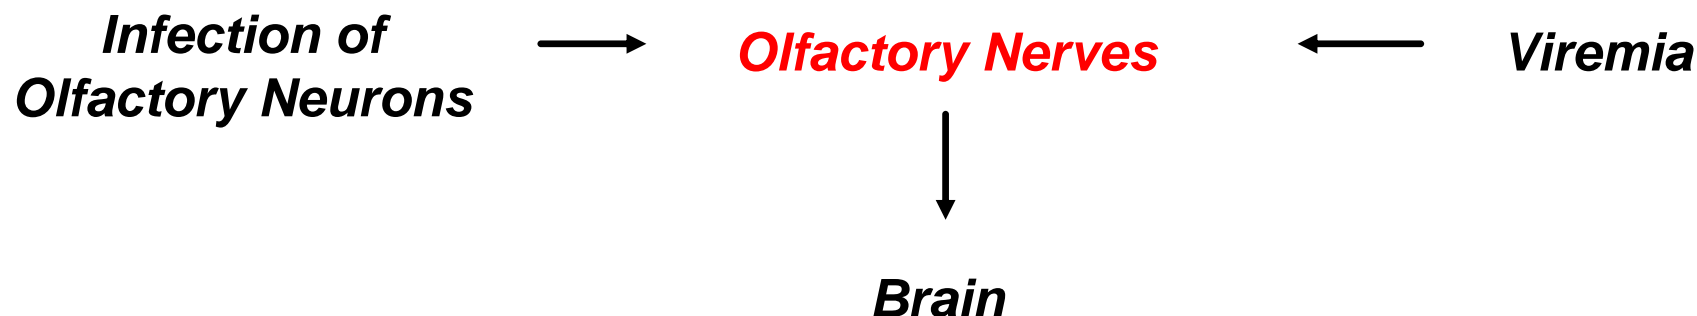 Infection of
Olfactory Neurons
Olfactory Nerves
Viremia
Brain